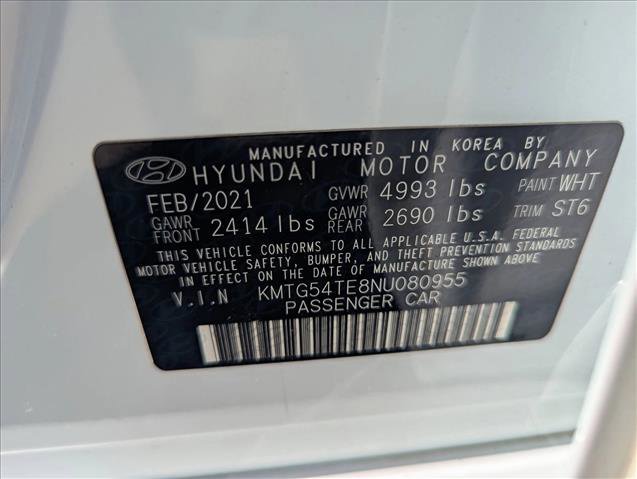 MANUFACTURED IN KOREA BY
HYUNDAI MOTOR COMPANY
FEB/2021 GVWR 4993 lbs PAINT WHT
GAWR FRONT 2414 lbs GAWR REAR 2690 lbs TRIM ST6
THIS VEHICLE CONFORMS TO ALL APPLICABLE U.S.A. FEDERAL
MOTOR VEHICLE SAFETY, BUMPER, AND THEFT PREVENTION STANDARDS
IN EFFECT ON THE DATE OF MANUFACTURE SHOWN ABOVE
V.I.N KMTG54TE8NU080955
PASSENGER CAR